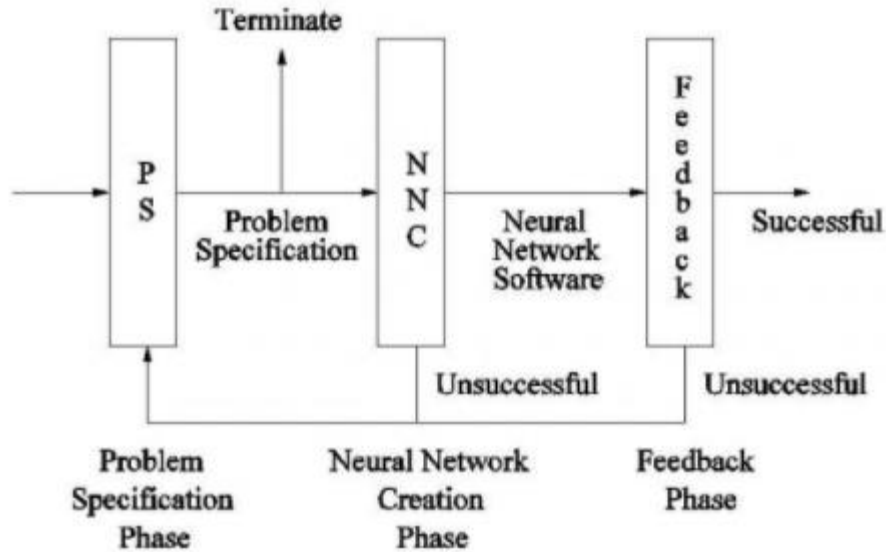 Terminate
P
S
Problem
Specification
N
N
C
Neural
Network
Software
F
e
e
d
b
a
c
k
Successful
Unsuccessful
Unsuccessful
Problem
Specification
Phase
Neural Network
Creation
Phase
Feedback
Phase